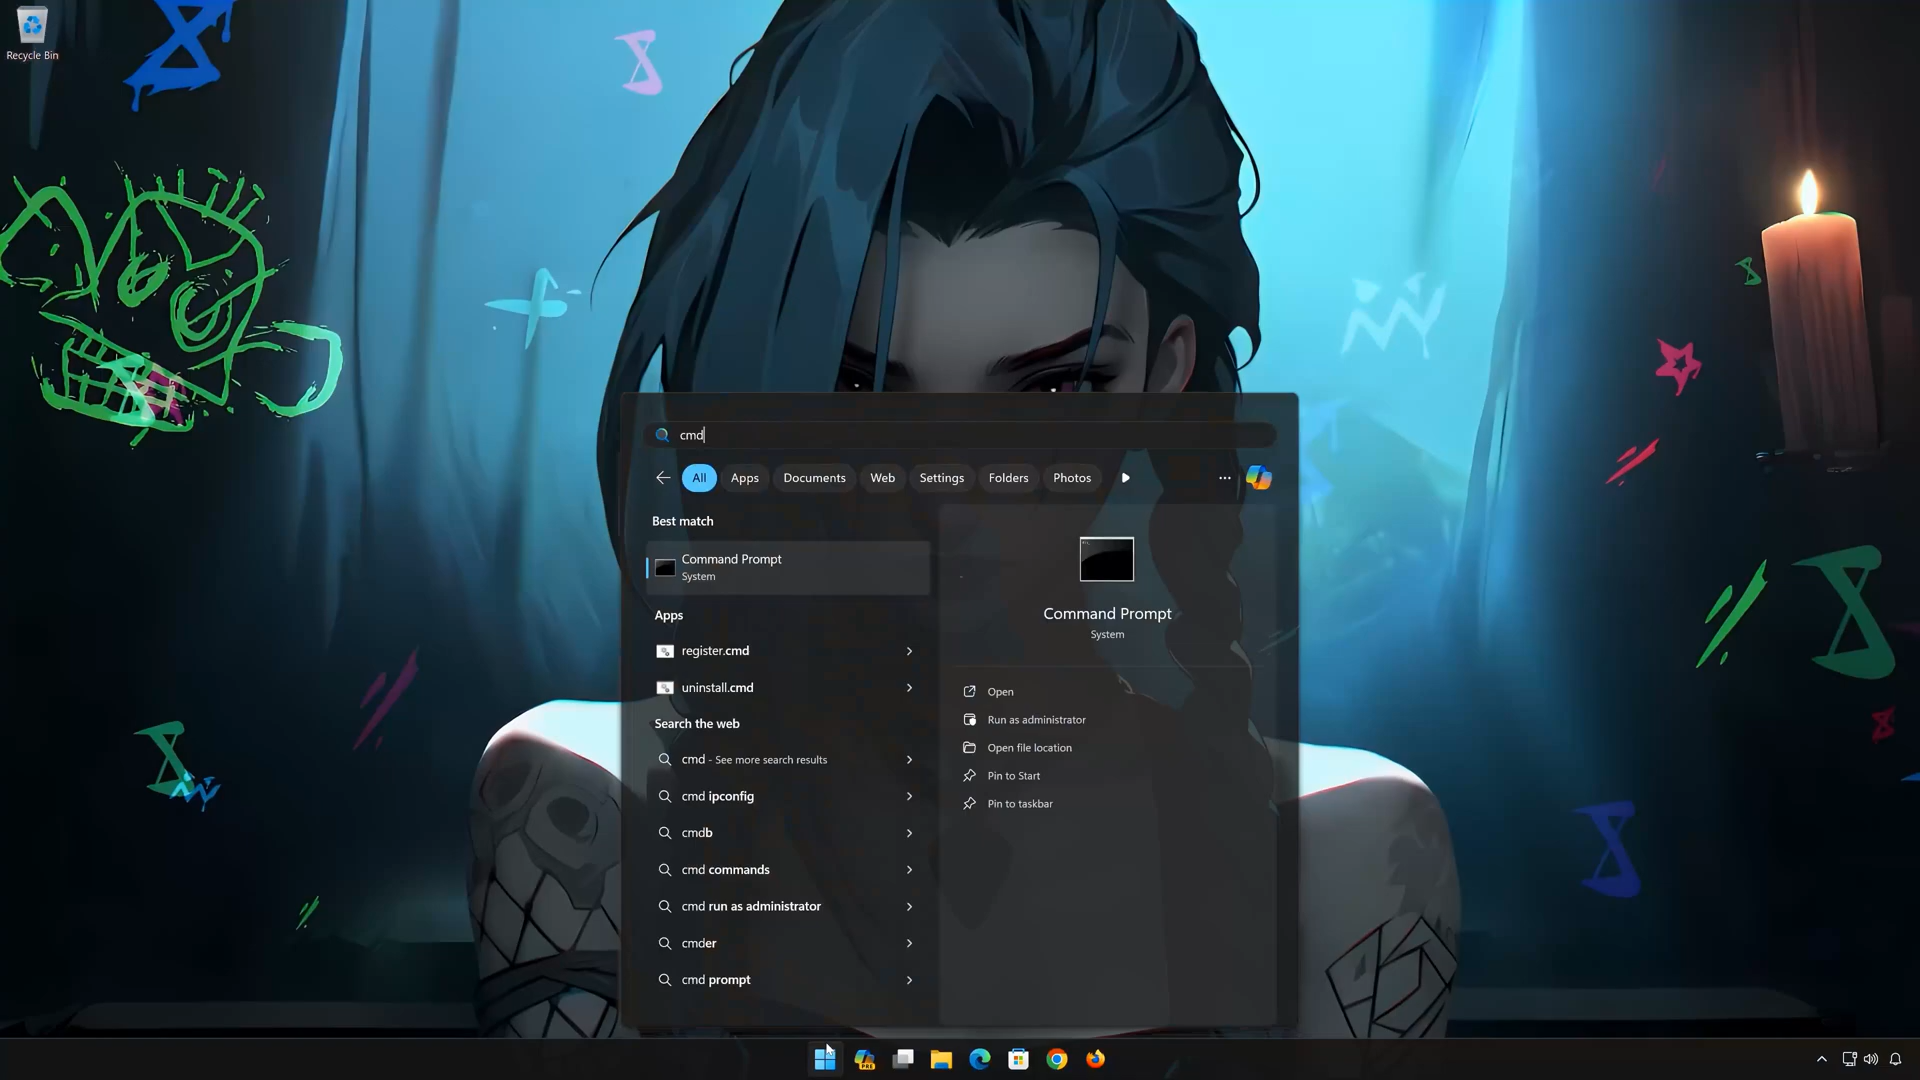 Recycle Bin
cmd
All
Apps
Documents
Web
Settings
Folders
Photos
Best match
Command Prompt
System
Apps
register.cmd
uninstall.cmd
Search the web
cmd - See more search results
cmd ipconfig
cmdb
cmd commands
cmd run as administrator
cmder
cmd prompt
Command Prompt
System
Open
Run as administrator
Open file location
Pin to Start
Pin to taskbar
PRE